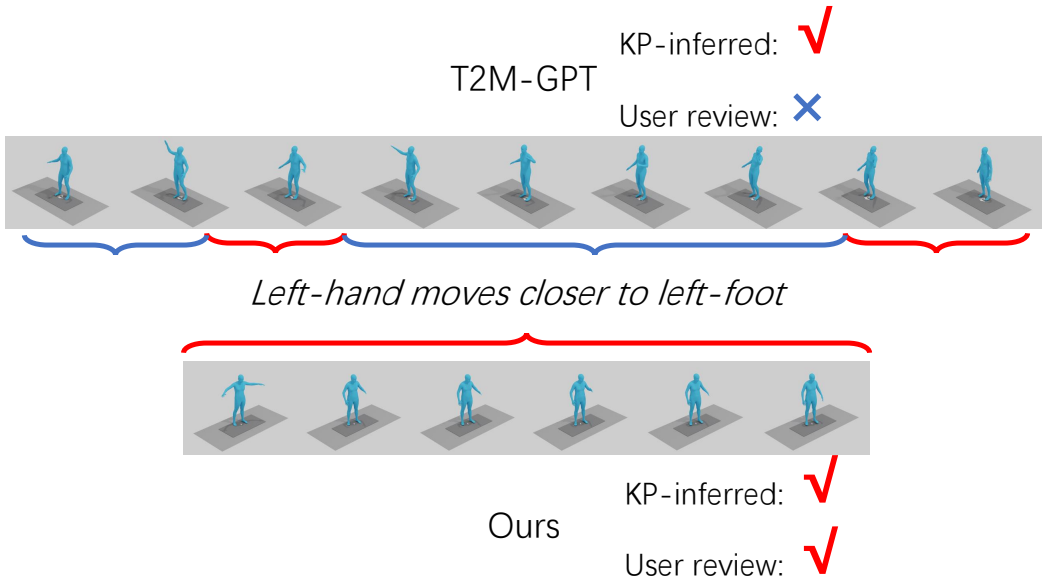 KP-inferred: √
T2M-GPT
User review: ×
Left-hand moves closer to left-foot
KP-inferred: √
Ours
User review: √